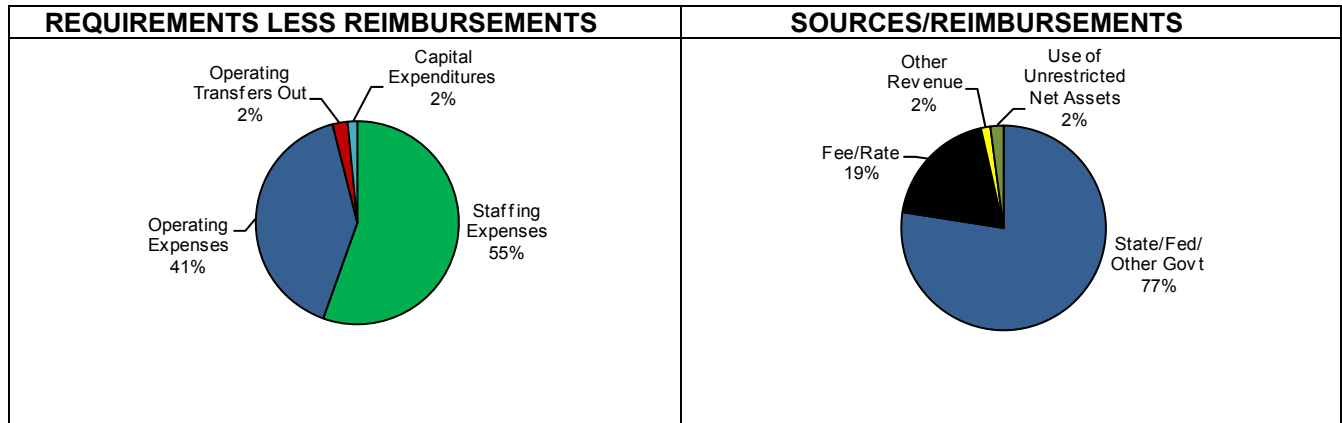 REQUIREMENTS LESS REIMBURSEMENTS
Operating
Transfers Out
2%
Capital
Expenditures
2%
Operating
Expenses
41%
Staffing
Expenses
55%
SOURCES/REIMBURSEMENTS
Other
Revenue
2%
Use of
Unrestricted
Net Assets
2%
Fee/Rate
19%
State/Fed/
Other Govt
77%